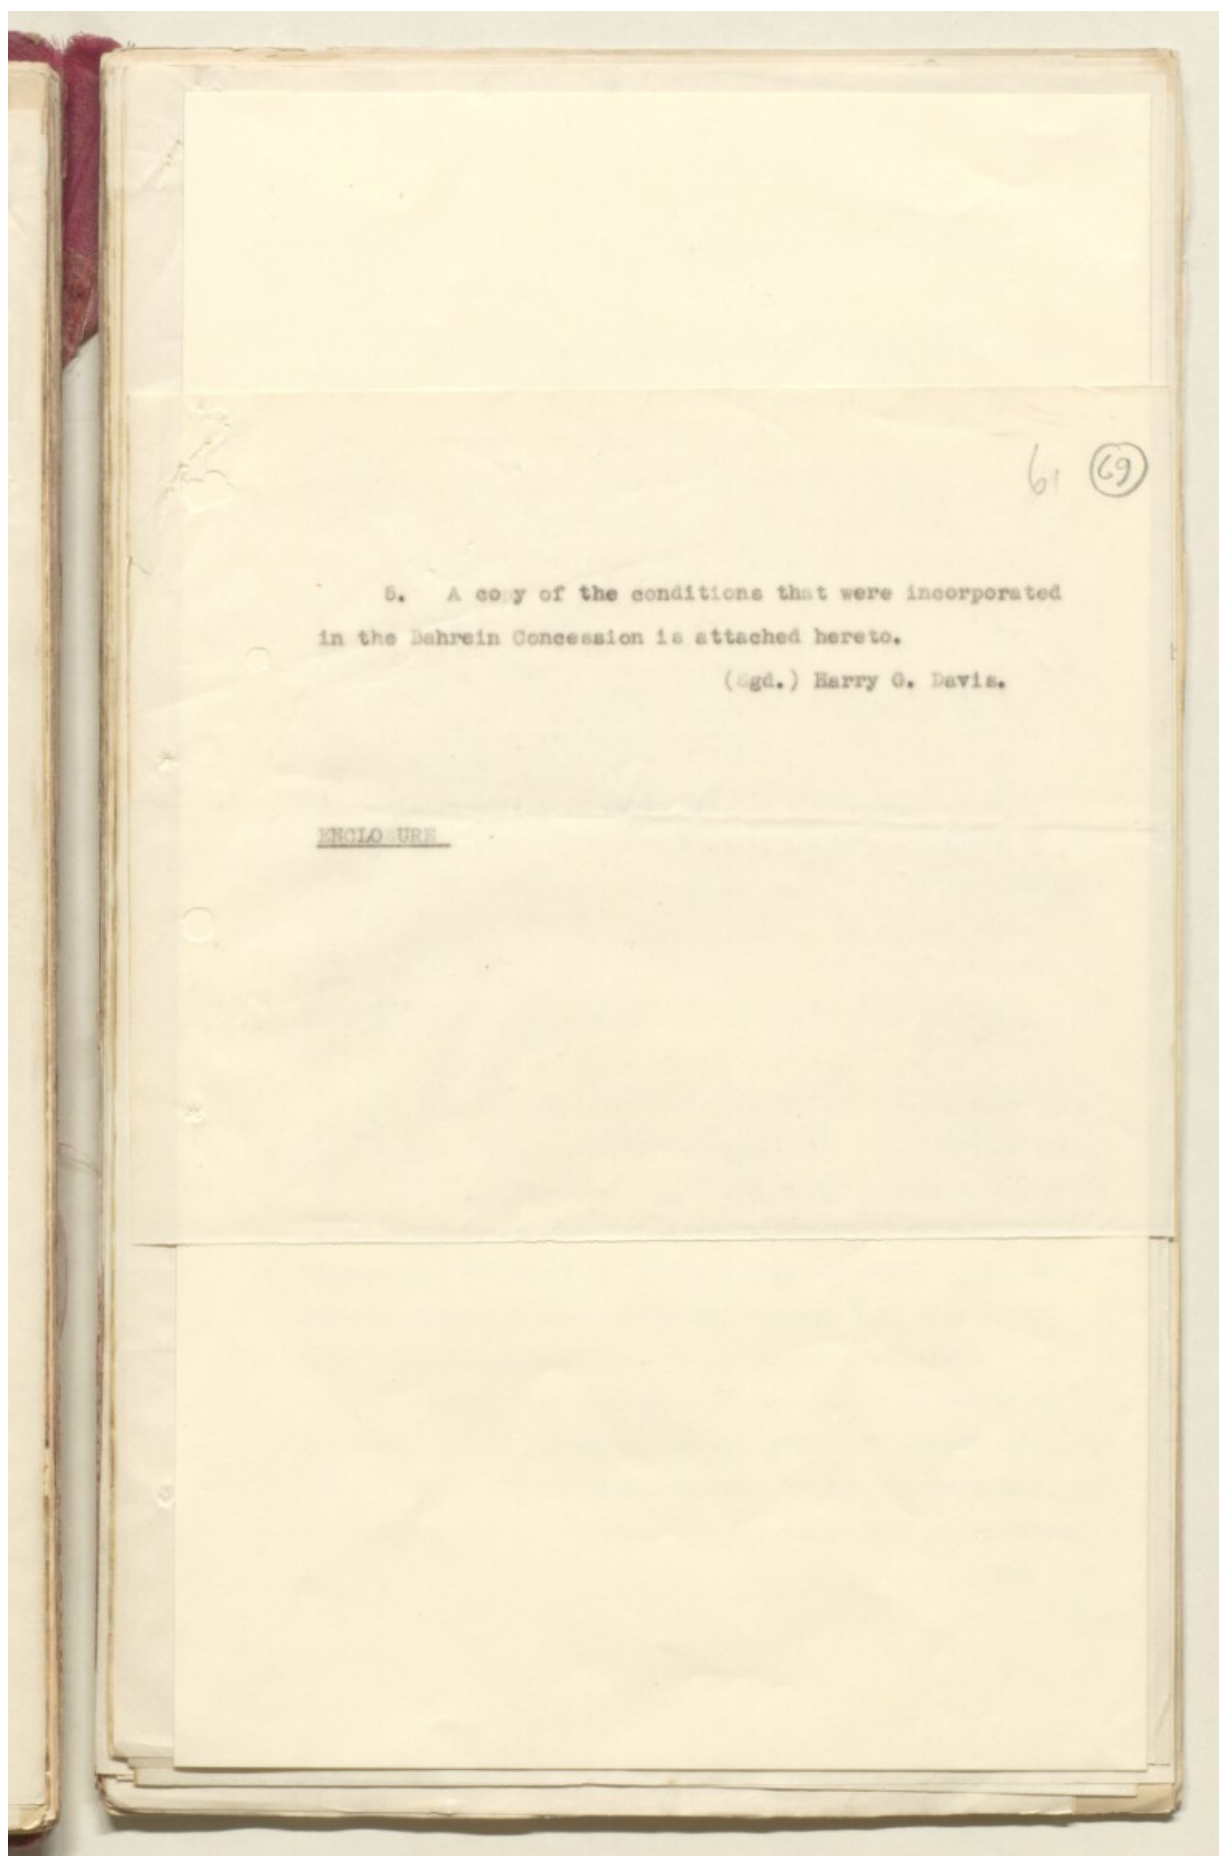 61 69
5. A copy of the conditions that were incorporated
in the Bahrein Concession is attached hereto.
(Sgd.) Harry G. Davis.
ENCLOSURE